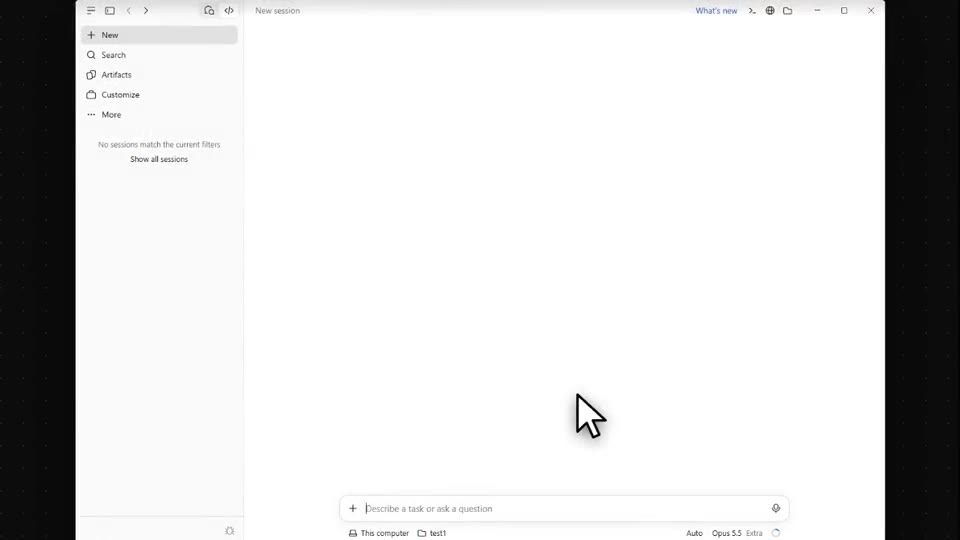 New session
What's new
New
Search
Artifacts
Customize
More
No sessions match the current filters
Show all sessions
Describe a task or ask a question
This computer
test1
Auto
Opus 5.5 Extra